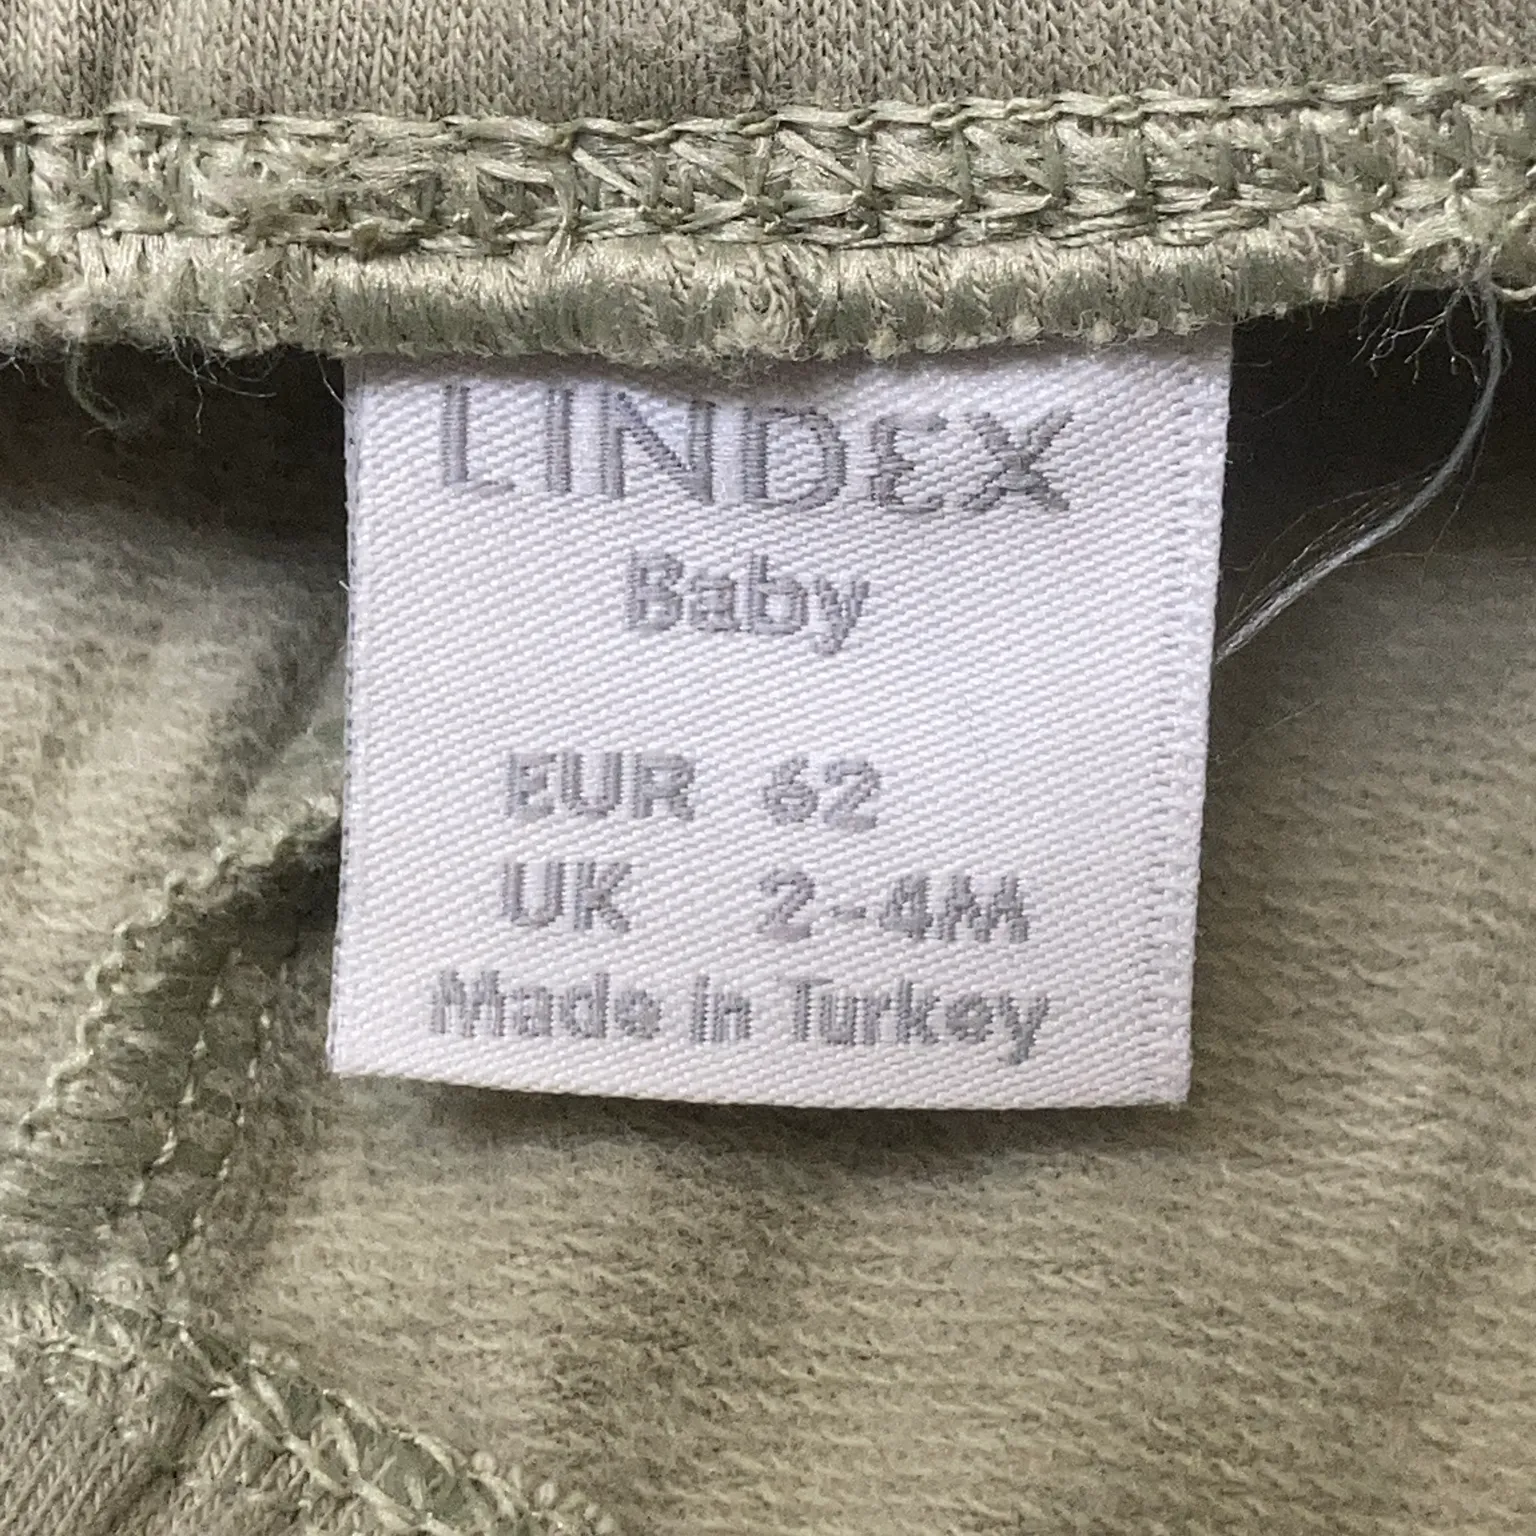 LINDEX
Baby
EUR 62
UK 2-4M
Made in Turkey